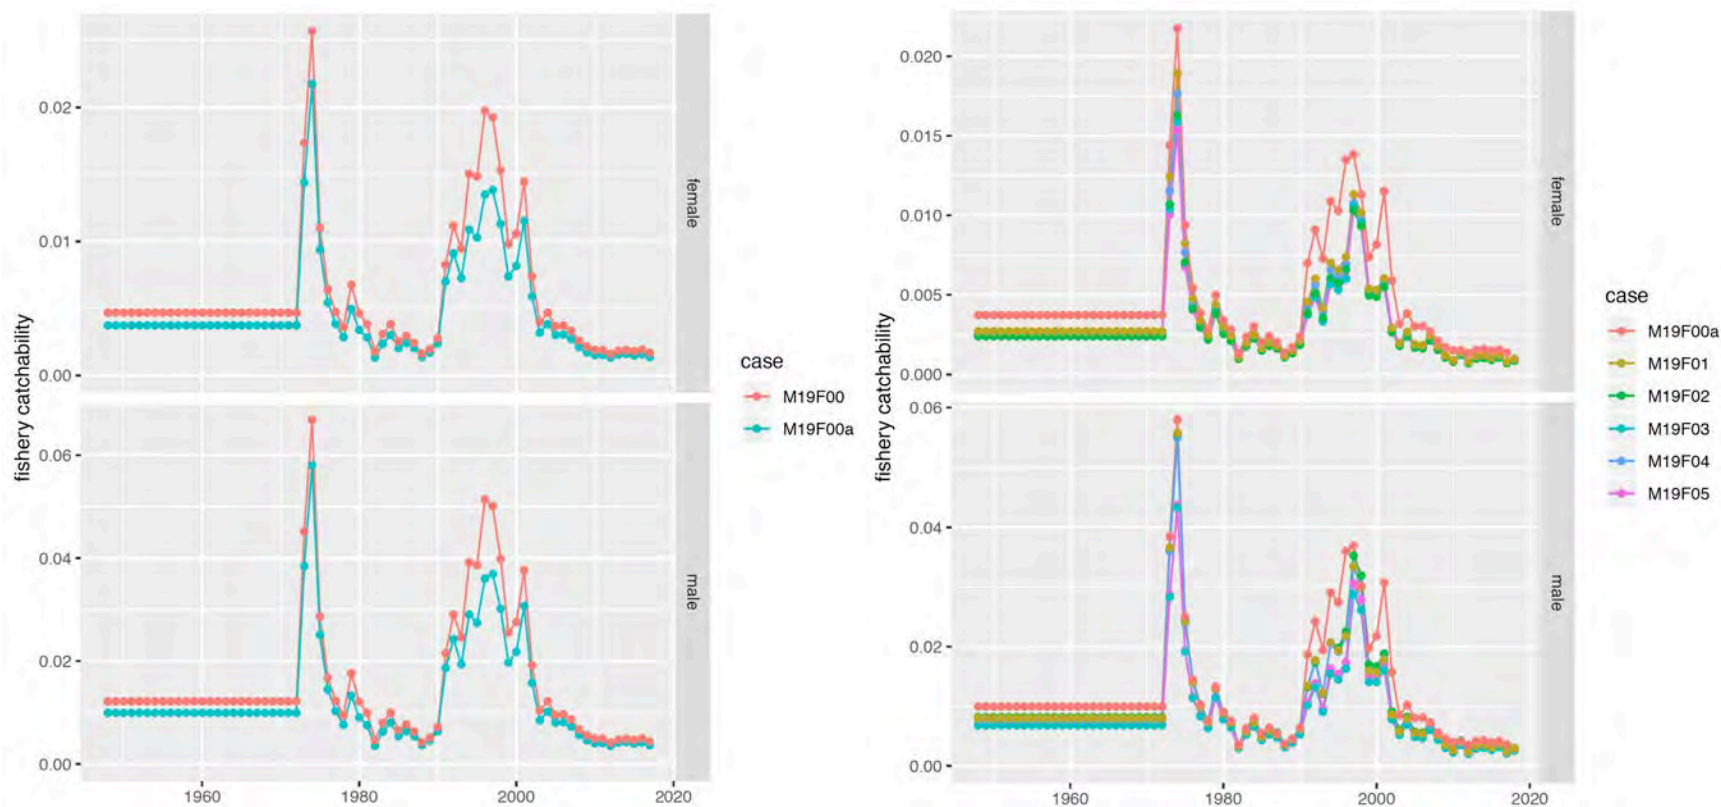 fishery catchability
0.02
0.01
0.00
female
0.06
0.04
0.02
0.00
male
1960
1980
2000
2020
case
M19F00
M19F00a
fishery catchability
0.020
0.015
0.010
0.005
0.000
female
0.06
0.04
0.02
0.00
male
1960
1980
2000
2020
case
M19F00a
M19F01
M19F02
M19F03
M19F04
M19F05